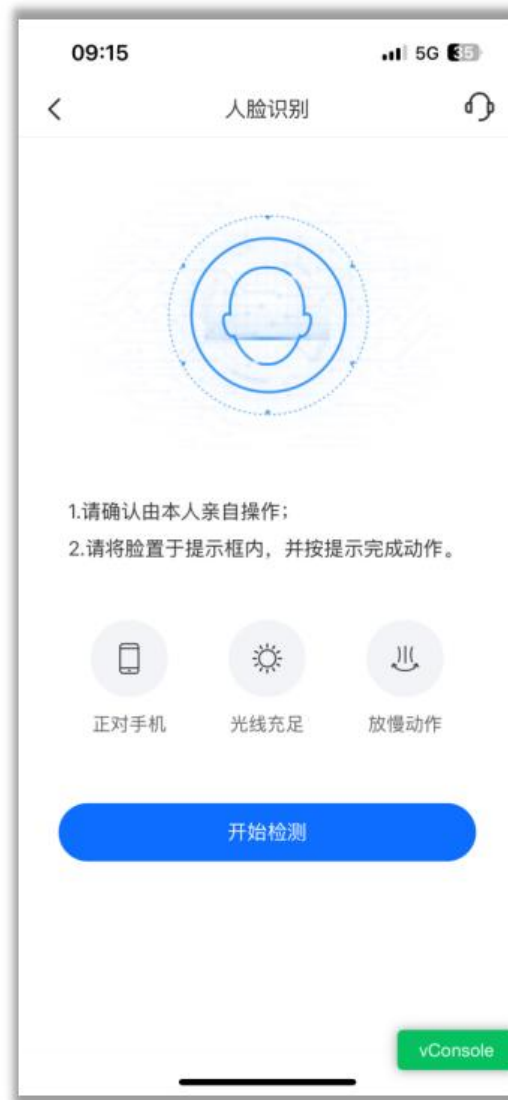 09:15
5G 35
人脸识别
1.请确认由本人亲自操作；
2.请将脸置于提示框内，并按提示完成动作。
正对手机
光线充足
放慢动作
开始检测
vConsole